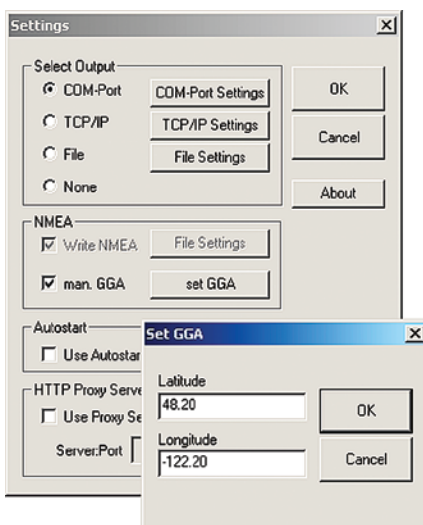 Settings
Select Output
COM-Port COM-Port Settings OK
TCP/IP TCP/IP Settings Cancel
File File Settings
None About
NMEA
Write NMEA File Settings
man. GGA set GGA
Autostart
Use Autostar
HTTP Proxy Serve
Use Proxy Se
Server:Port
Set GGA
Latitude
48.20 OK
Longitude
-122.20 Cancel